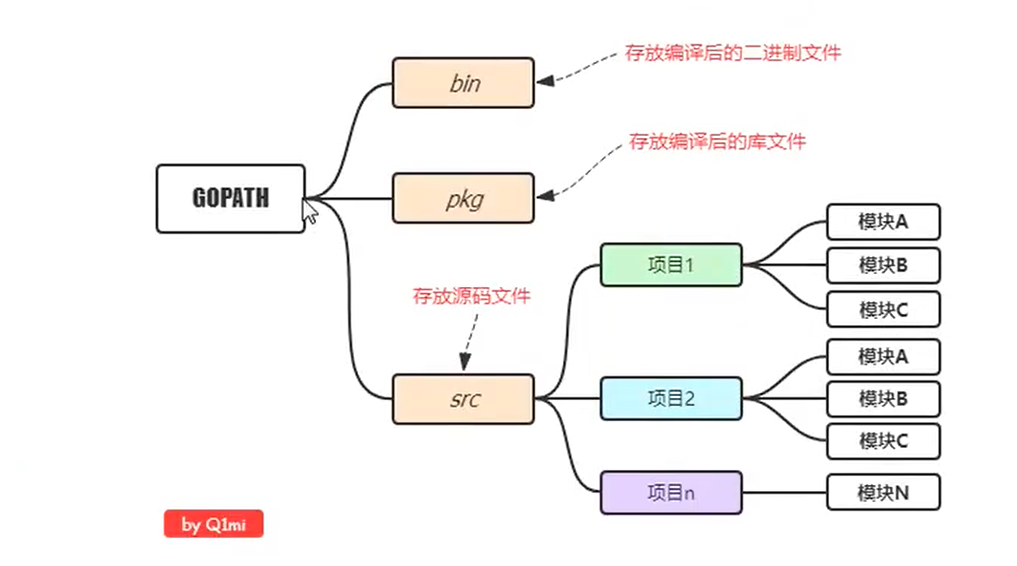 存放编译后的二进制文件
bin
存放编译后的库文件
GOPATH
pkg
模块A
项目1
模块B
模块C
存放源码文件
模块A
src
项目2
模块B
模块C
项目n
模块N
by Q1mi